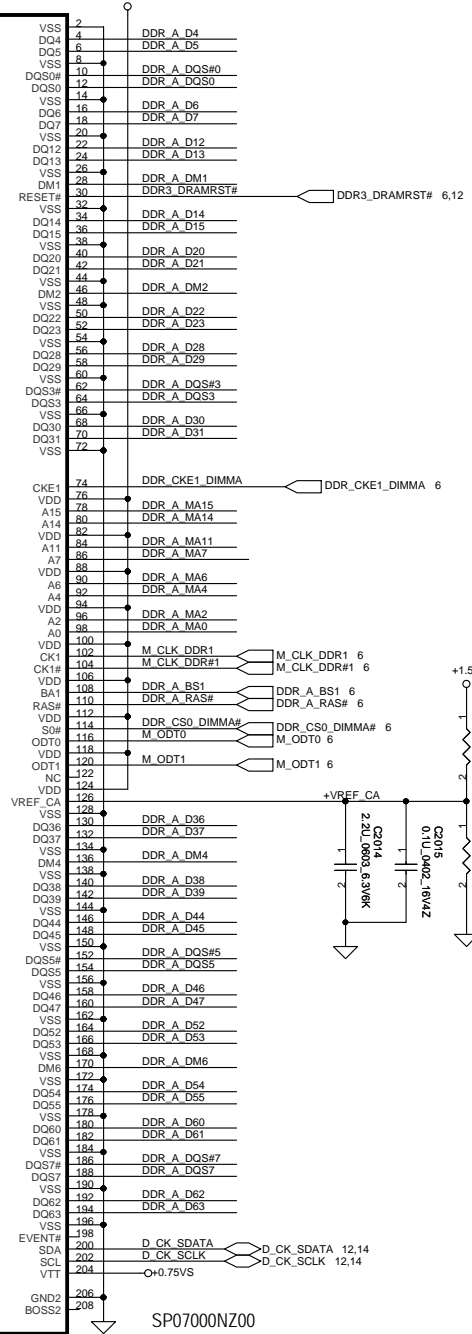 VSS 2
DQ4 4 DDR_A_D4
DQ5 6 DDR_A_D5
VSS 8
DQS0# 10 DDR_A_DQS#0
DQS0 12 DDR_A_DQS0
VSS 14
DQ6 16 DDR_A_D6
DQ7 18 DDR_A_D7
VSS 20
DQ12 22 DDR_A_D12
DQ13 24 DDR_A_D13
VSS 26
DM1 28 DDR_A_DM1
RESET# 30 DDR3_DRAMRST# DDR3_DRAMRST# 6,12
VSS 32
DQ14 34 DDR_A_D14
DQ15 36 DDR_A_D15
VSS 38
DQ20 40 DDR_A_D20
DQ21 42 DDR_A_D21
VSS 44
DM2 46 DDR_A_DM2
VSS 48
DQ22 50 DDR_A_D22
DQ23 52 DDR_A_D23
VSS 54
DQ28 56 DDR_A_D28
DQ29 58 DDR_A_D29
VSS 60
DQS3# 62 DDR_A_DQS#3
DQS3 64 DDR_A_DQS3
VSS 66
DQ30 68 DDR_A_D30
DQ31 70 DDR_A_D31
VSS 72
CKE1 74 DDR_CKE1_DIMMA DDR_CKE1_DIMMA 6
VDD 76
A15 78 DDR_A_MA15
A14 80 DDR_A_MA14
VDD 82
A11 84 DDR_A_MA11
A7 86 DDR_A_MA7
VDD 88
A6 90 DDR_A_MA6
A4 92 DDR_A_MA4
VDD 94
A2 96 DDR_A_MA2
A0 98 DDR_A_MA0
VDD 100
CK1 102 M_CLK_DDR1 M_CLK_DDR1 6
CK1# 104 M_CLK_DDR#1 M_CLK_DDR#1 6
VDD 106
BA1 108 DDR_A_BS1 DDR_A_BS1 6
RAS# 110 DDR_A_RAS# DDR_A_RAS# 6
VDD 112
S0# 114 DDR_CS0_DIMMA# DDR_CS0_DIMMA# 6
ODT0 116 M_ODT0 M_ODT0 6
VDD 118
ODT1 120 M_ODT1 M_ODT1 6
NC 122
VDD 124
VREF_CA 126 +VREF_CA
VSS 128
DQ36 130 DDR_A_D36
DQ37 132 DDR_A_D37
VSS 134
DM4 136 DDR_A_DM4
VSS 138
DQ38 140 DDR_A_D38
DQ39 142 DDR_A_D39
VSS 144
DQ44 146 DDR_A_D44
DQ45 148 DDR_A_D45
VSS 150
DQS5# 152 DDR_A_DQS#5
DQS5 154 DDR_A_DQS5
VSS 156
DQ46 158 DDR_A_D46
DQ47 160 DDR_A_D47
VSS 162
DQ52 164 DDR_A_D52
DQ53 166 DDR_A_D53
VSS 168
DM6 170 DDR_A_DM6
VSS 172
DQ54 174 DDR_A_D54
DQ55 176 DDR_A_D55
VSS 178
DQ60 180 DDR_A_D60
DQ61 182 DDR_A_D61
VSS 184
DQS7# 186 DDR_A_DQS#7
DQS7 188 DDR_A_DQS7
VSS 190
DQ62 192 DDR_A_D62
DQ63 194 DDR_A_D63
VSS 196
EVENT# 198
SDA 200 D_CK_SDATA D_CK_SDATA 12,14
SCL 202 D_CK_SCLK D_CK_SCLK 12,14
VTT 204 +0.75VS
GND2 206
BOSS2 208
SP07000NZ00
+1.5
1
2
1
2
C2014
2.2U_0603_6.3V6K
1
2
C2015
0.1U_0402_16V4Z
1
2